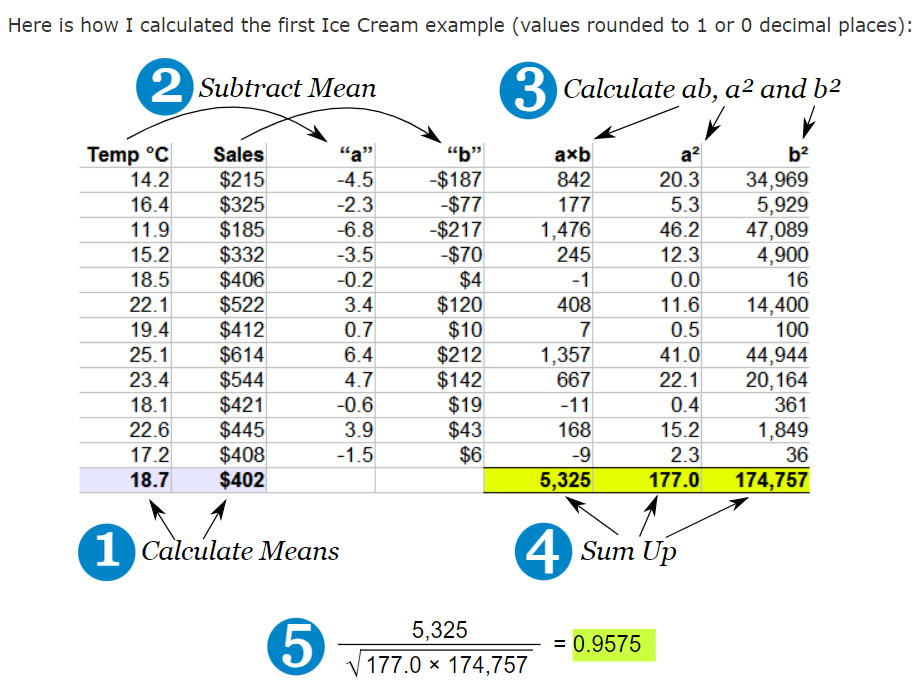 Here is how I calculated the first Ice Cream example (values rounded to 1 or 0 decimal places):
2 Subtract Mean
3 Calculate ab, a² and b²
Temp °C Sales "a" "b" a×b a² b²
14.2 $215 -4.5 -$187 842 20.3 34,969
16.4 $325 -2.3 -$77 177 5.3 5,929
11.9 $185 -6.8 -$217 1,476 46.2 47,089
15.2 $332 -3.5 -$70 245 12.3 4,900
18.5 $406 -0.2 $4 -1 0.0 16
22.1 $522 3.4 $120 408 11.6 14,400
19.4 $412 0.7 $10 7 0.5 100
25.1 $614 6.4 $212 1,357 41.0 44,944
23.4 $544 4.7 $142 667 22.1 20,164
18.1 $421 -0.6 $19 -11 0.4 361
22.6 $445 3.9 $43 168 15.2 1,849
17.2 $408 -1.5 $6 -9 2.3 36
18.7 $402 5,325 177.0 174,757
1 Calculate Means
4 Sum Up
5
5,325
√177.0 × 174,757
= 0.9575